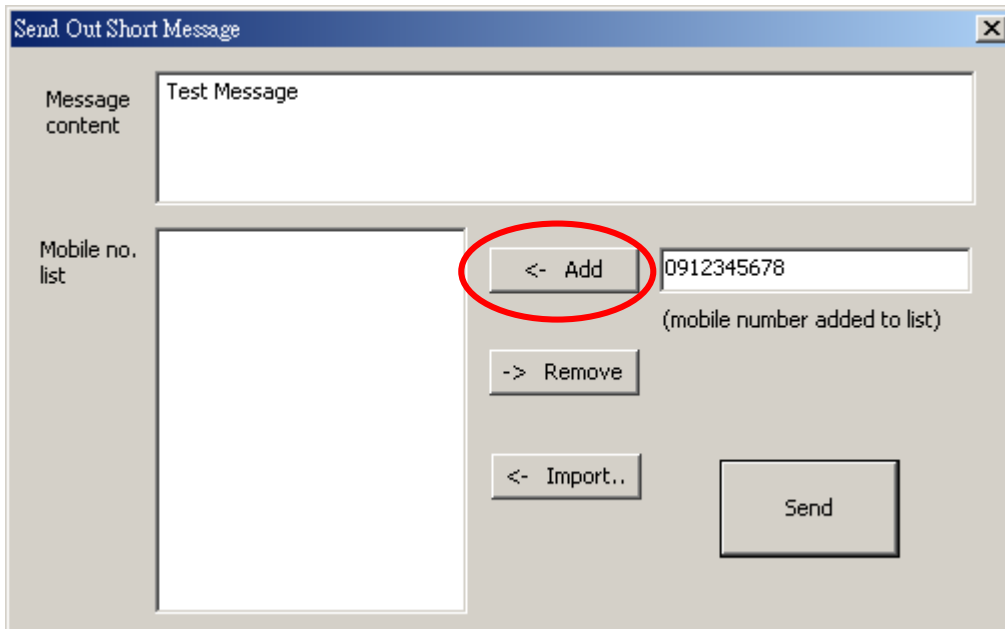 Send Out Short Message
Message
content
Test Message
Mobile no.
list
<- Add
0912345678
(mobile number added to list)
-> Remove
<- Import..
Send